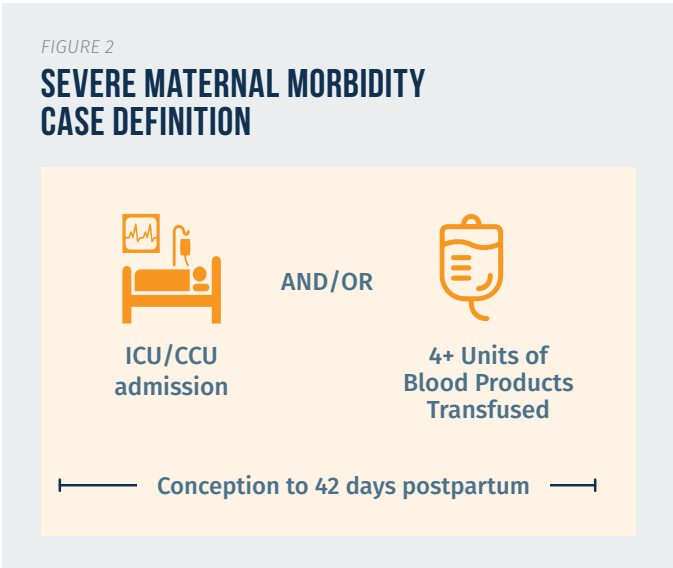 FIGURE 2
SEVERE MATERNAL MORBIDITY
CASE DEFINITION
AND/OR
ICU/CCU
admission
4+ Units of
Blood Products
Transfused
Conception to 42 days postpartum